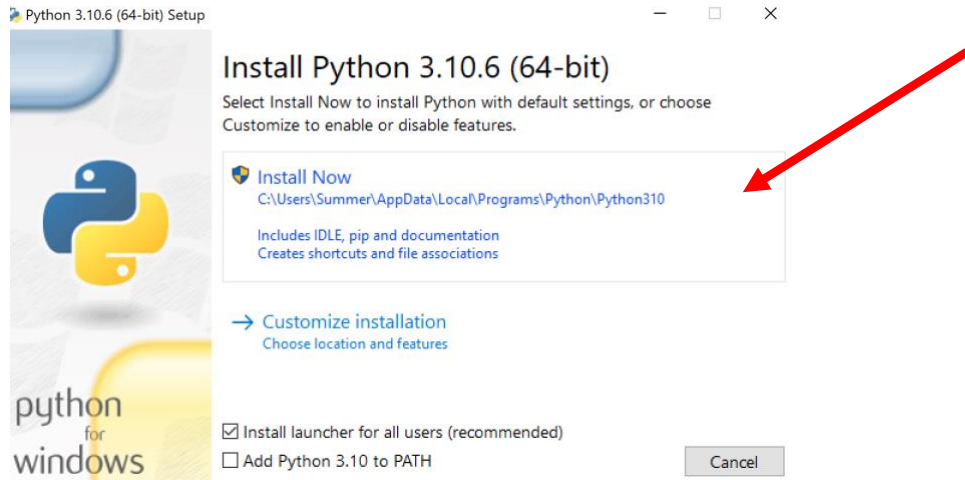 Python 3.10.6 (64-bit) Setup
Install Python 3.10.6 (64-bit)
Select Install Now to install Python with default settings, or choose
Customize to enable or disable features.
Install Now
C:\Users\Summer\AppData\Local\Programs\Python\Python310
Includes IDLE, pip and documentation
Creates shortcuts and file associations
Customize installation
Choose location and features
python
for
windows
Install launcher for all users (recommended)
Add Python 3.10 to PATH
Cancel